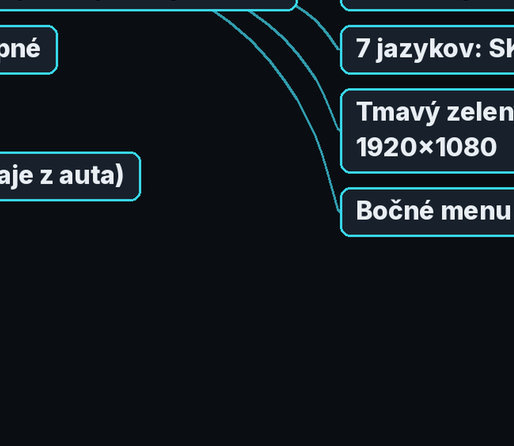 pné
aje z auta)
7 jazykov: SK
Tmavý zelen
1920×1080
Bočné menu